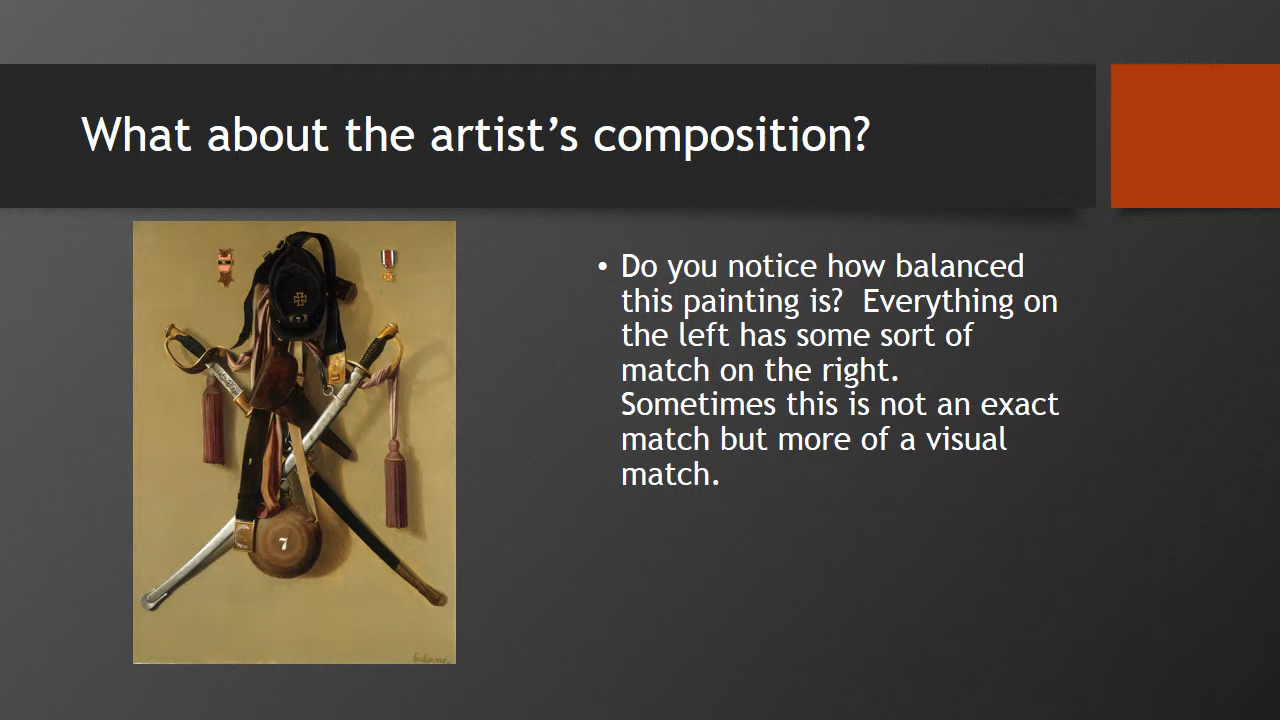 What about the artist’s composition?
• Do you notice how balanced
this painting is?  Everything on
the left has some sort of
match on the right.
Sometimes this is not an exact
match but more of a visual
match.
7
7